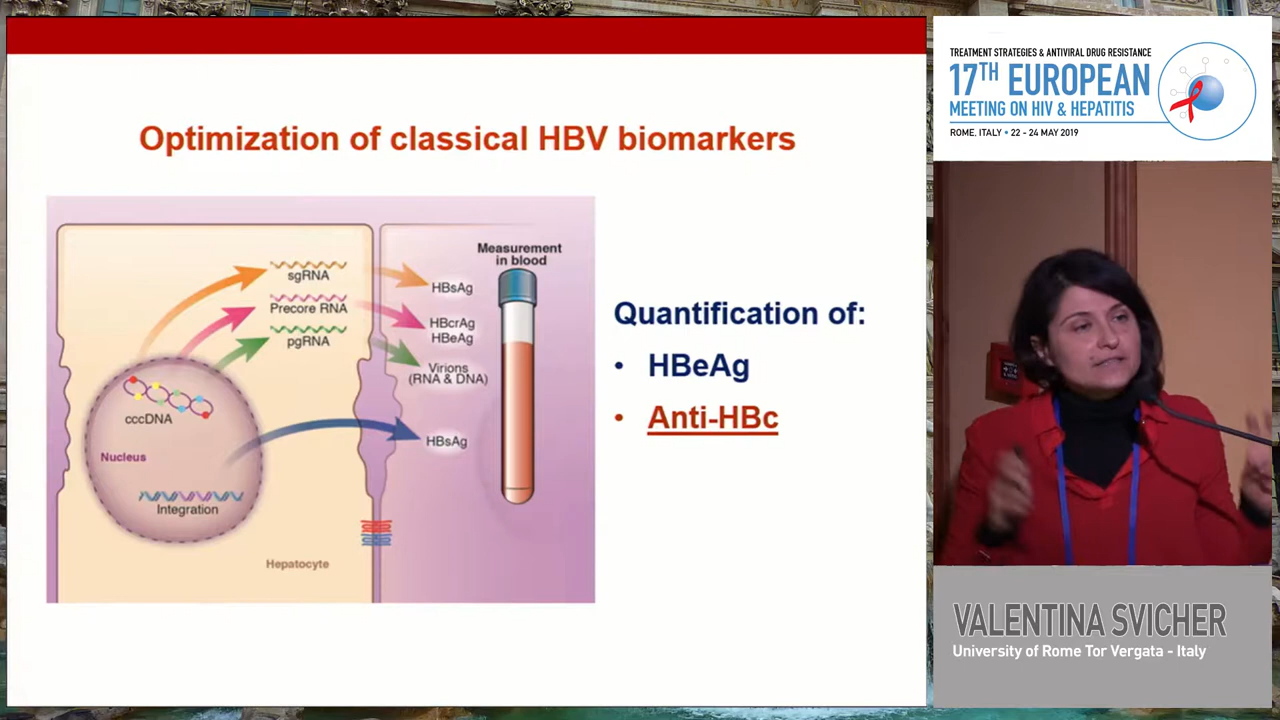 Optimization of classical HBV biomarkers
sgRNA
Precore RNA
pgRNA
cccDNA
Nucleus
Integration
Hepatocyte
Measurement
in blood
HBsAg
HBcrAg
HBeAg
Virions
(RNA & DNA)
HBsAg
Quantification of:
• HBeAg
• Anti-HBc
TREATMENT STRATEGIES & ANTIVIRAL DRUG RESISTANCE
17TH EUROPEAN
MEETING ON HIV & HEPATITIS
ROME, ITALY • 22 - 24 MAY 2019
VALENTINA SVICHER
University of Rome Tor Vergata - Italy